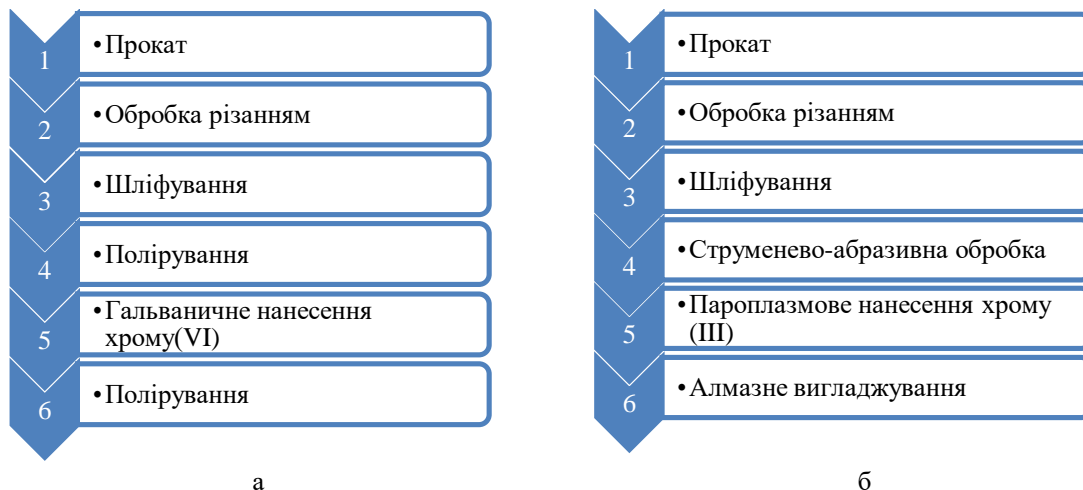 1
•Прокат
2
•Обробка різанням
3
•Шліфування
4
•Полірування
5
•Гальваничне нанесення
хрому(VI)
6
•Полірування
а
1
•Прокат
2
•Обробка різанням
3
•Шліфування
4
•Струменево-абразивна обробка
5
•Пароплазмове нанесення хрому
(III)
6
•Алмазне вигладжування
б